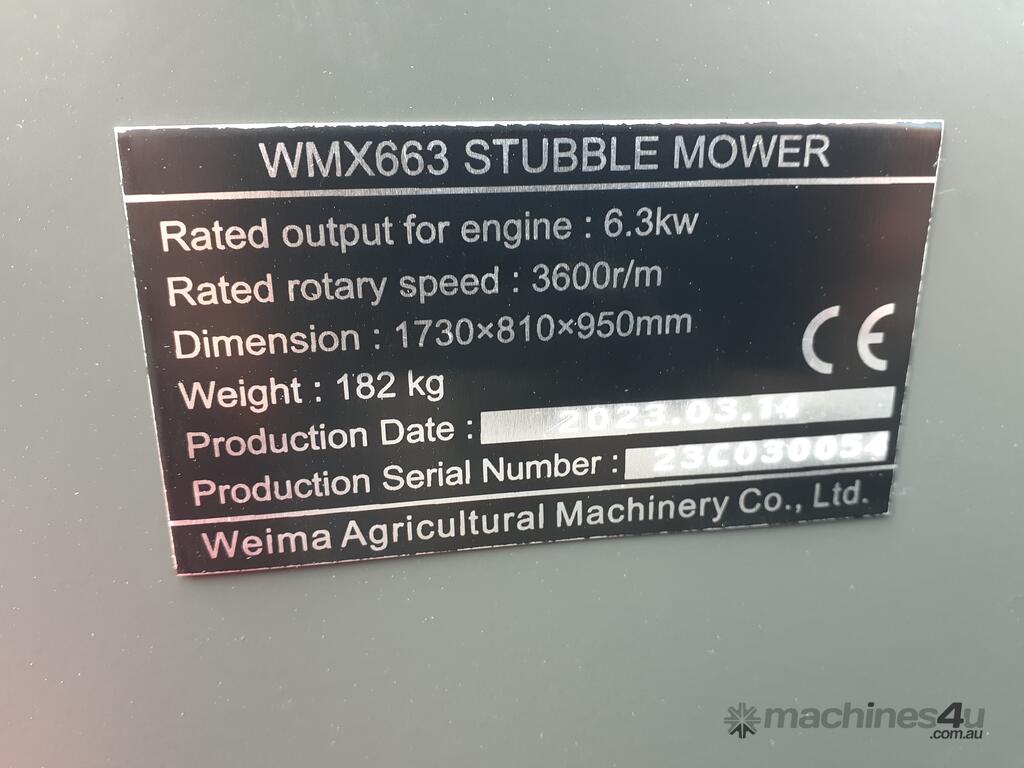 WMX663 STUBBLE MOWER
Rated output for engine : 6.3kw
Rated rotary speed : 3600r/m
Dimension : 1730×810×950mm
CE
Weight : 182 kg
Production Date : 2023.03.14
Production Serial Number : 23C030054
Weima Agricultural Machinery Co., Ltd.
machines4u
.com.au